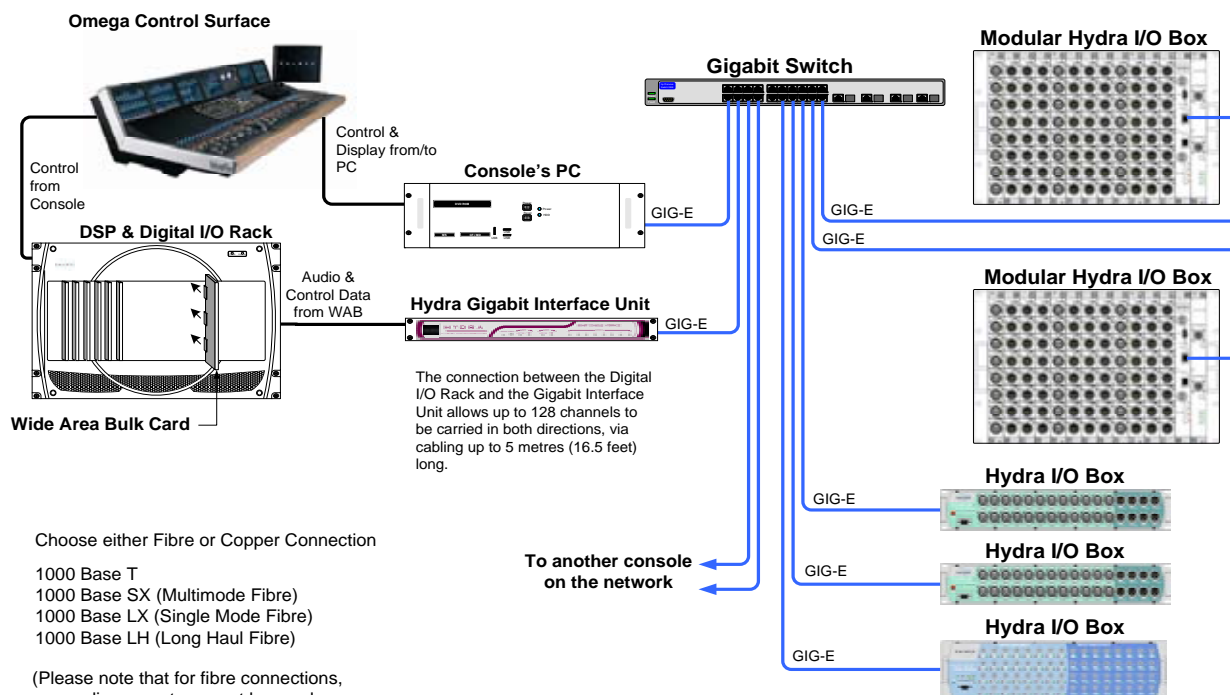 Omega Control Surface
Modular Hydra I/O Box
Gigabit Switch
Control &
Display from/to
PC
Control
from
Console
Console's PC
GIG-E
GIG-E
GIG-E
DSP & Digital I/O Rack
Audio &
Control Data
from WAB
Hydra Gigabit Interface Unit
HYDRA
GIG-E
Modular Hydra I/O Box
The connection between the Digital
I/O Rack and the Gigabit Interface
Unit allows up to 128 channels to
be carried in both directions, via
cabling up to 5 metres (16.5 feet)
long.
Wide Area Bulk Card
Hydra I/O Box
GIG-E
Choose either Fibre or Copper Connection
1000 Base T
1000 Base SX (Multimode Fibre)
1000 Base LX (Single Mode Fibre)
1000 Base LH (Long Haul Fibre)
To another console
on the network
Hydra I/O Box
GIG-E
Hydra I/O Box
GIG-E
(Please note that for fibre connections,